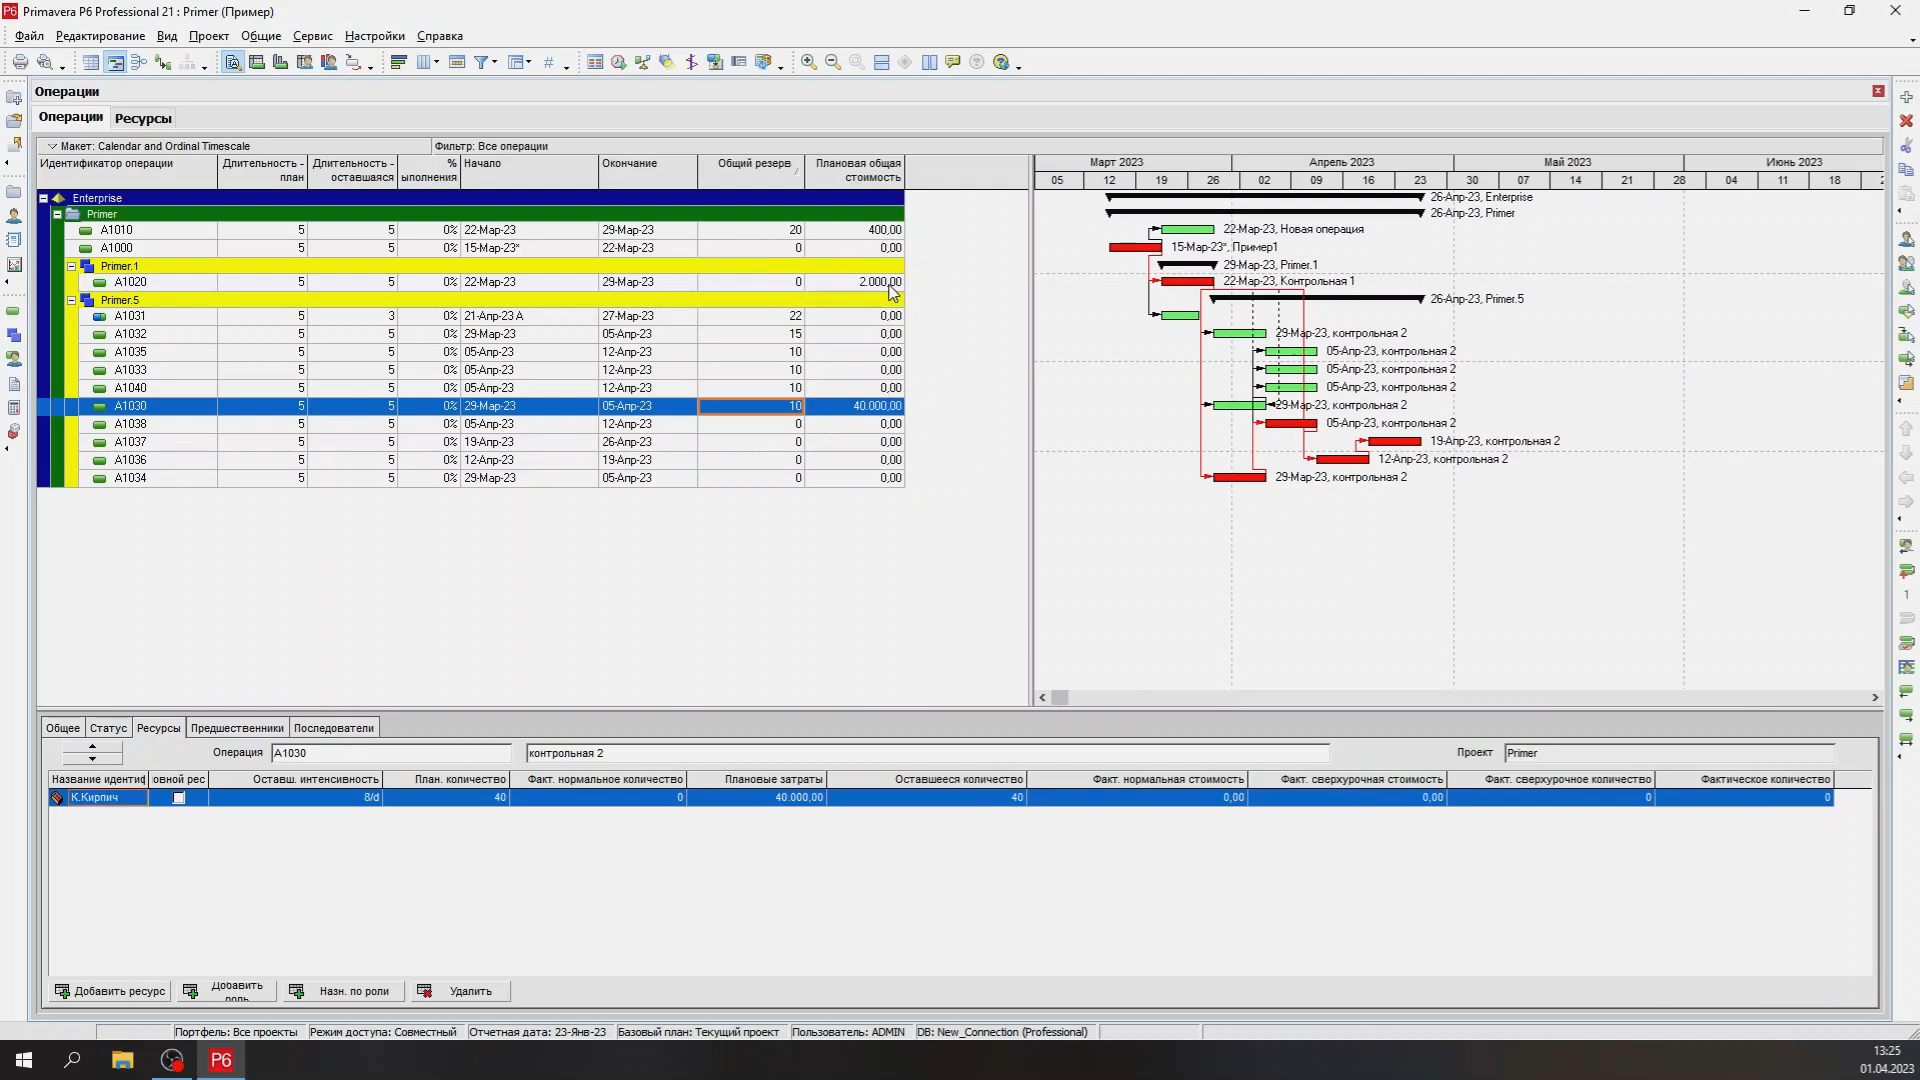 Primavera P6 Professional 21 : Primer (Пример)
Файл Редактирование Вид Проект Общие Сервис Настройки Справка
Операции
Операции Ресурсы
Макет: Calendar and Ordinal Timescale Фильтр: Все операции
Идентификатор операции Длительность - план Длительность - оставшаяся % ыполнения Начало Окончание Общий резерв Плановая общая стоимость
Март 2023 Апрель 2023 Май 2023 Июнь 2023
05 12 19 26 02 09 16 23 30 07 14 21 28 04 11 18
Enterprise 26-Апр-23, Enterprise
Primer 26-Апр-23, Primer
A1010 5 5 0% 22-Мар-23 29-Мар-23 20 400,00 22-Мар-23, Новая операция
A1000 5 5 0% 15-Мар-23* 22-Мар-23 0 0,00 15-Мар-23*, Пример1
Primer.1 29-Мар-23, Primer.1
A1020 5 5 0% 22-Мар-23 29-Мар-23 0 2.000,00 22-Мар-23, Контрольная 1
Primer.5 26-Апр-23, Primer.5
A1031 5 3 0% 21-Апр-23 A 27-Мар-23 22 0,00
A1032 5 5 0% 29-Мар-23 05-Апр-23 15 0,00 29-Мар-23, контрольная 2
A1035 5 5 0% 05-Апр-23 12-Апр-23 10 0,00 05-Апр-23, контрольная 2
A1033 5 5 0% 05-Апр-23 12-Апр-23 10 0,00 05-Апр-23, контрольная 2
A1040 5 5 0% 05-Апр-23 12-Апр-23 10 0,00 05-Апр-23, контрольная 2
A1030 5 5 0% 29-Мар-23 05-Апр-23 10 40.000,00 29-Мар-23, контрольная 2
A1038 5 5 0% 05-Апр-23 12-Апр-23 0 0,00 05-Апр-23, контрольная 2
A1037 5 5 0% 19-Апр-23 26-Апр-23 0 0,00 19-Апр-23, контрольная 2
A1036 5 5 0% 12-Апр-23 19-Апр-23 0 0,00 12-Апр-23, контрольная 2
A1034 5 5 0% 29-Мар-23 05-Апр-23 0 0,00 29-Мар-23, контрольная 2
Общее Статус Ресурсы Предшественники Последователи
Операция A1030 контрольная 2 Проект Primer
Название идентиф овной рес Оставш. интенсивность План. количество Факт. нормальное количество Плановые затраты Оставшееся количество Факт. нормальная стоимость Факт. сверхурочная стоимость Факт. сверхурочное количество Фактическое количество
К.Кирпич 8/d 40 0 40.000,00 40 0,00 0,00 0 0
Добавить ресурс Добавить роль Назн. по роли Удалить
Портфель: Все проекты Режим доступа: Совместный Отчетная дата: 23-Янв-23 Базовый план: Текущий проект Пользователь: ADMIN DB: New_Connection (Professional)
P6 13:25
01.04.2023